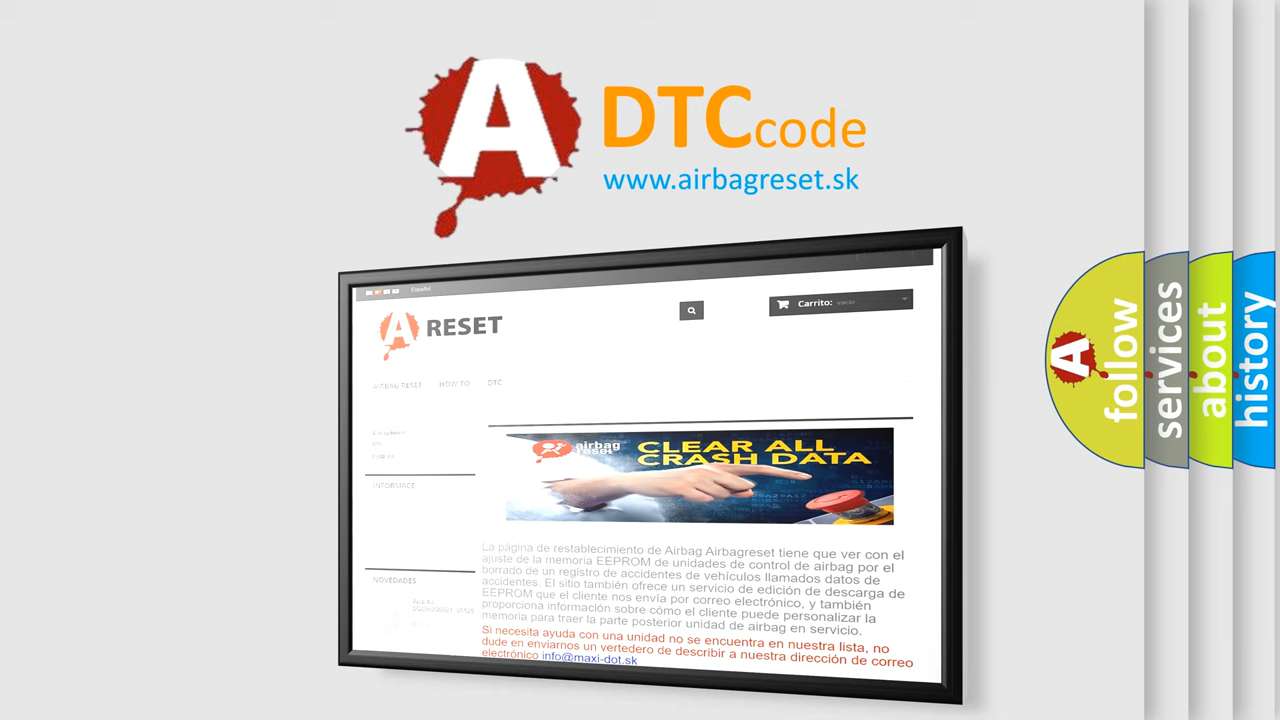 A
DTC code
www.airbagreset.sk
Español
A RESET
Carrito: vacío
AIRBAG RESET HOW TO DTC
INFORMACE
NOVEDADES
airbag
reset
CLEAR ALL
CRASH DATA
La página de restablecimiento de Airbag Airbagreset tiene que ver con el
ajuste de la memoria EEPROM de unidades de control de airbag por el
borrado de un registro de accidentes de vehículos llamados datos de
accidentes. El sitio también ofrece un servicio de edición de descarga de
EEPROM que el cliente nos envía por correo electrónico, y también
proporciona información sobre cómo el cliente puede personalizar la
memoria para traer la parte posterior unidad de airbag en servicio.
Si necesita ayuda con una unidad no se encuentra en nuestra lista, no
dude en enviarnos un vertedero de describir a nuestra dirección de correo
electrónico info@maxi-dot.sk
A
follow
services
about
history